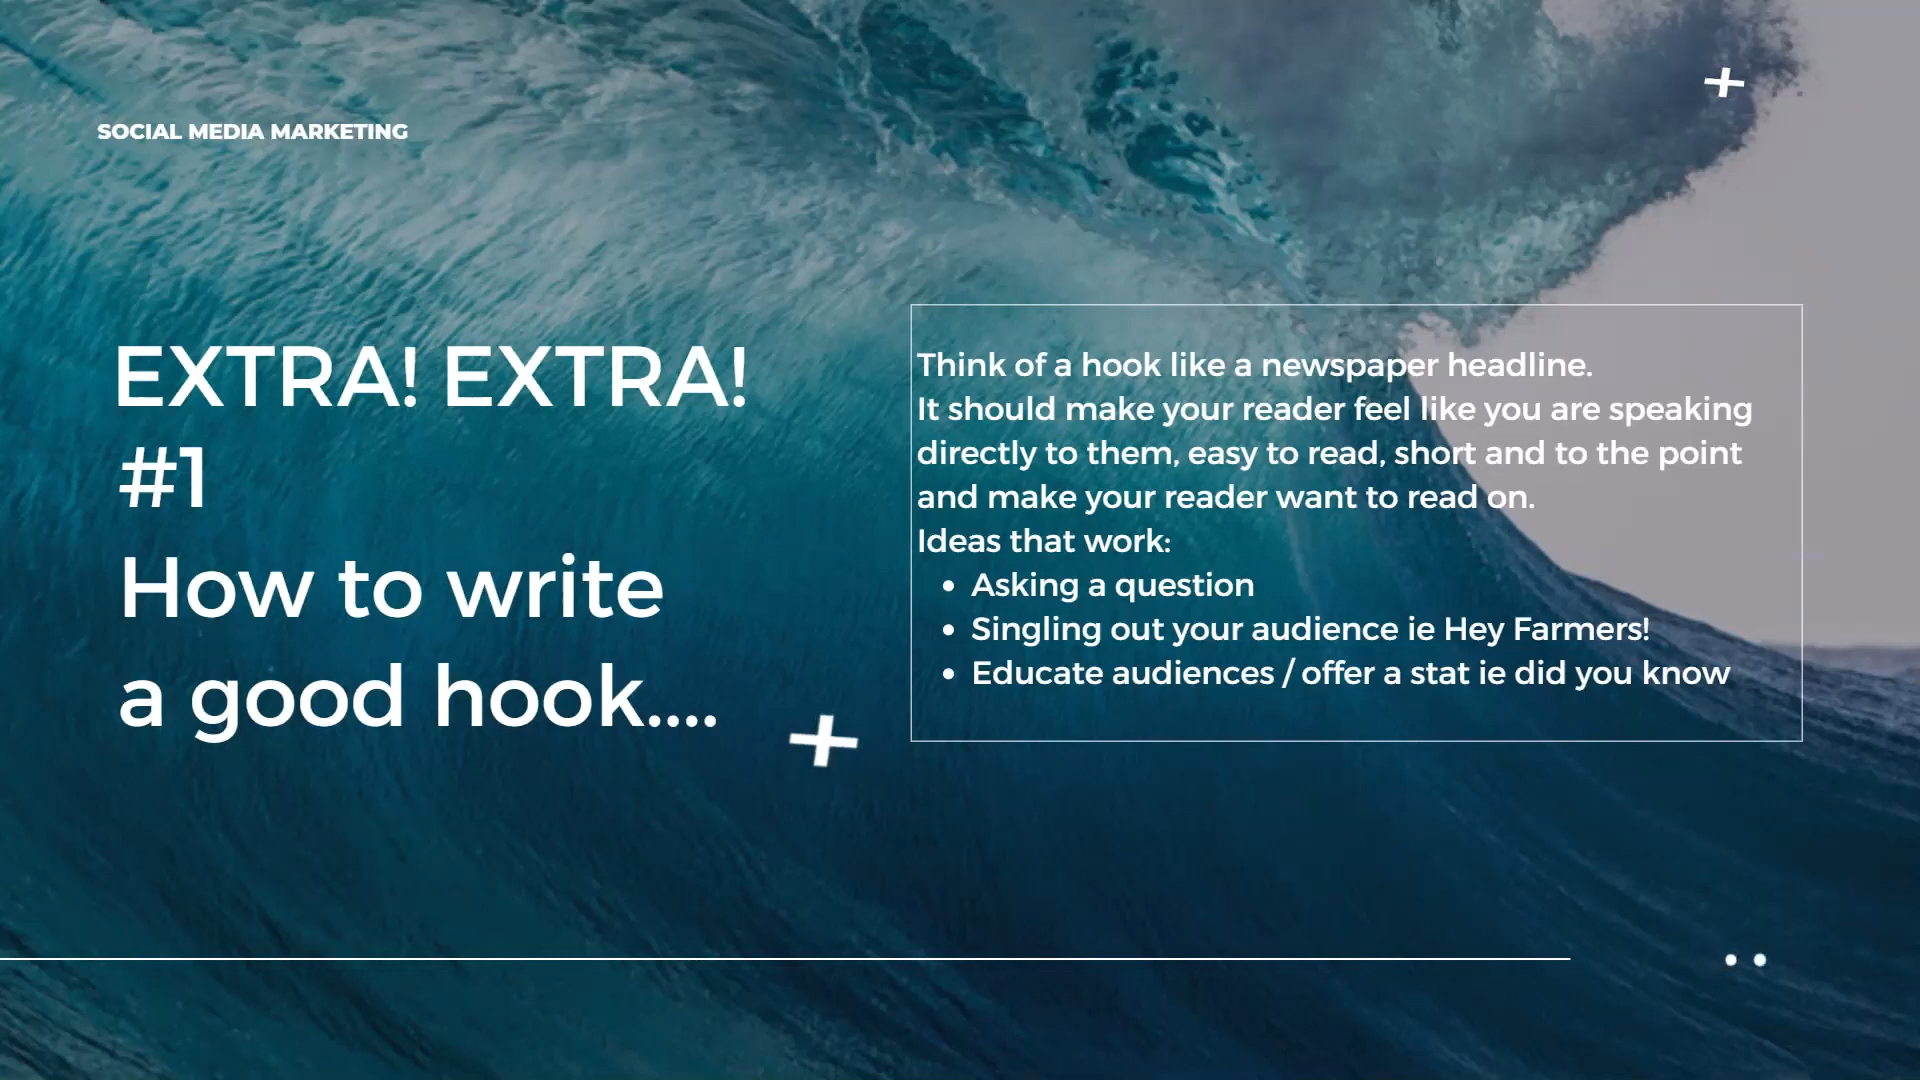 SOCIAL MEDIA MARKETING
EXTRA! EXTRA!
#1
How to write
a good hook....
Think of a hook like a newspaper headline.
It should make your reader feel like you are speaking
directly to them, easy to read, short and to the point
and make your reader want to read on.
Ideas that work:
• Asking a question
• Singling out your audience ie Hey Farmers!
• Educate audiences / offer a stat ie did you know